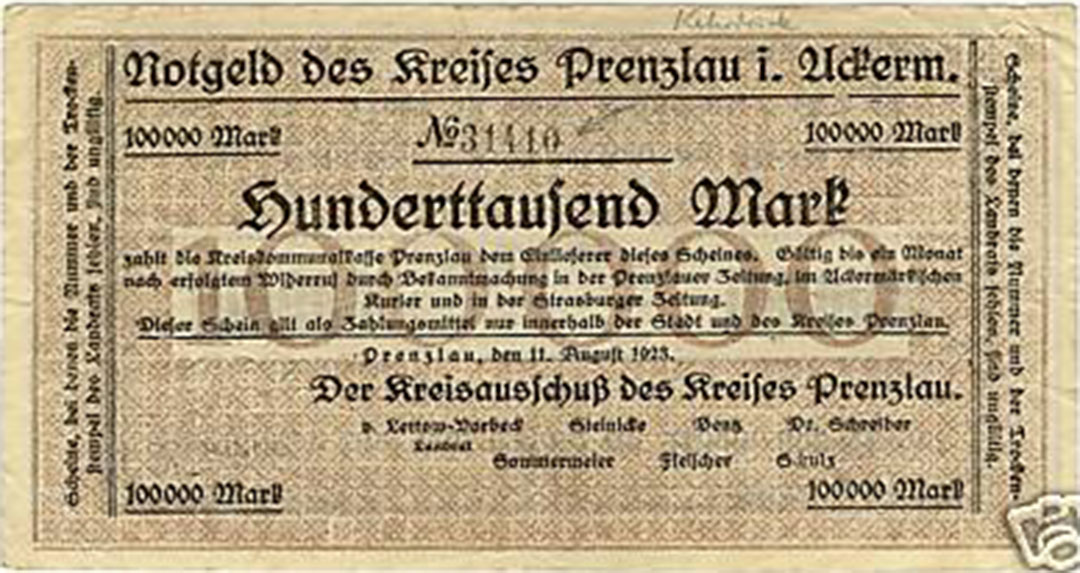 Notgeld des Kreises Prenzlau i. Uckerm.
100000 Mark
№ 31410
100000 Mark
Hunderttausend Mark
zahlt die Kreiskommunalkasse Prenzlau dem Einlieferer dieses Scheines. Gültig bis ein Monat
nach erfolgtem Widerruf durch Bekanntmachung in der Prenzlauer Zeitung, im Uckermärkischen
Kurier und in der Strasburger Zeitung.
Dieser Schein gilt als Zahlungsmittel nur innerhalb der Stadt und des Kreises Prenzlau.
Prenzlau, den 11. August 1923.
Der Kreisausschuß des Kreises Prenzlau.
v. Lettow-Vorbeck Steinicke Dr. Schreiber
Landrat
Sommermeier Fleischer Schulz
100000 Mark
100000 Mark
100000
Scheine, bei denen die Nummer und der Trocken-
stempel des Landrats fehlen, sind ungültig.
Scheine, bei denen die Nummer und der Trocken-
stempel des Landrats fehlen, sind ungültig.